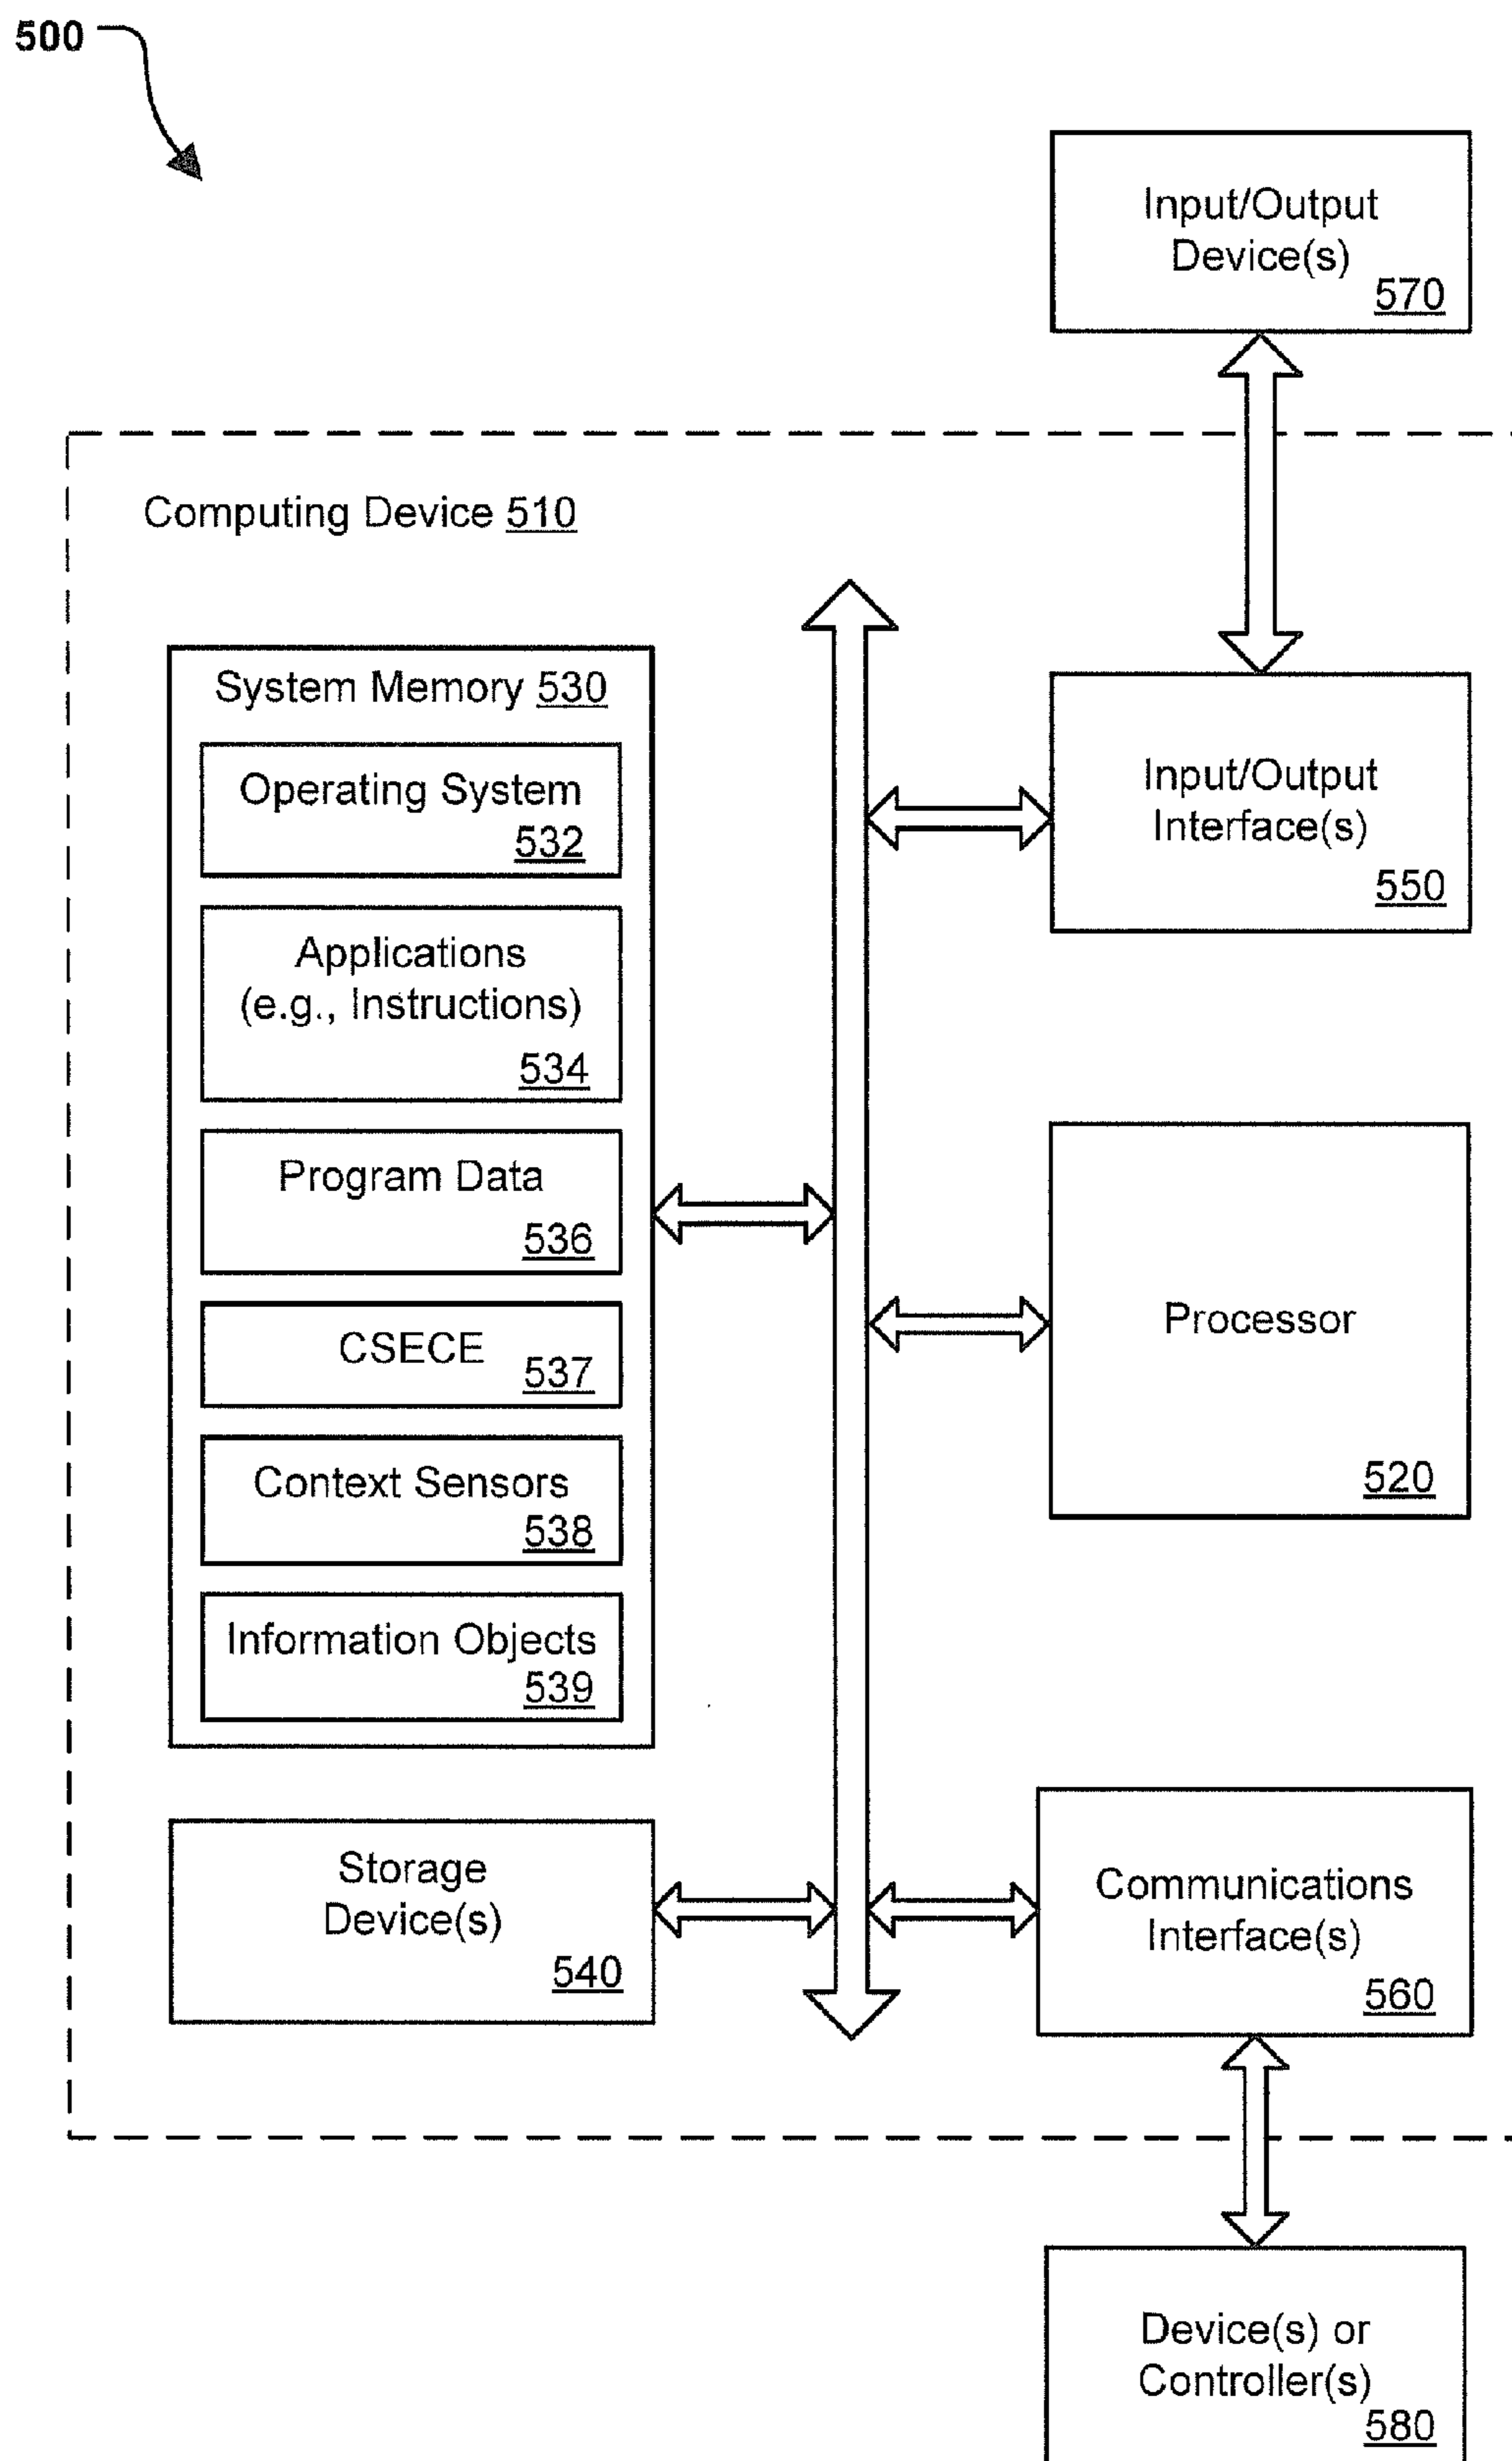 500
Input/Output
Device(s)
570
Computing Device 510
System Memory 530
Operating System
532
Applications
(e.g., Instructions)
534
Program Data
536
CSECE
537
Context Sensors
538
Information Objects
539
Storage
Device(s)
540
Input/Output
Interface(s)
550
Processor
520
Communications
Interface(s)
560
Device(s) or
Controller(s)
580